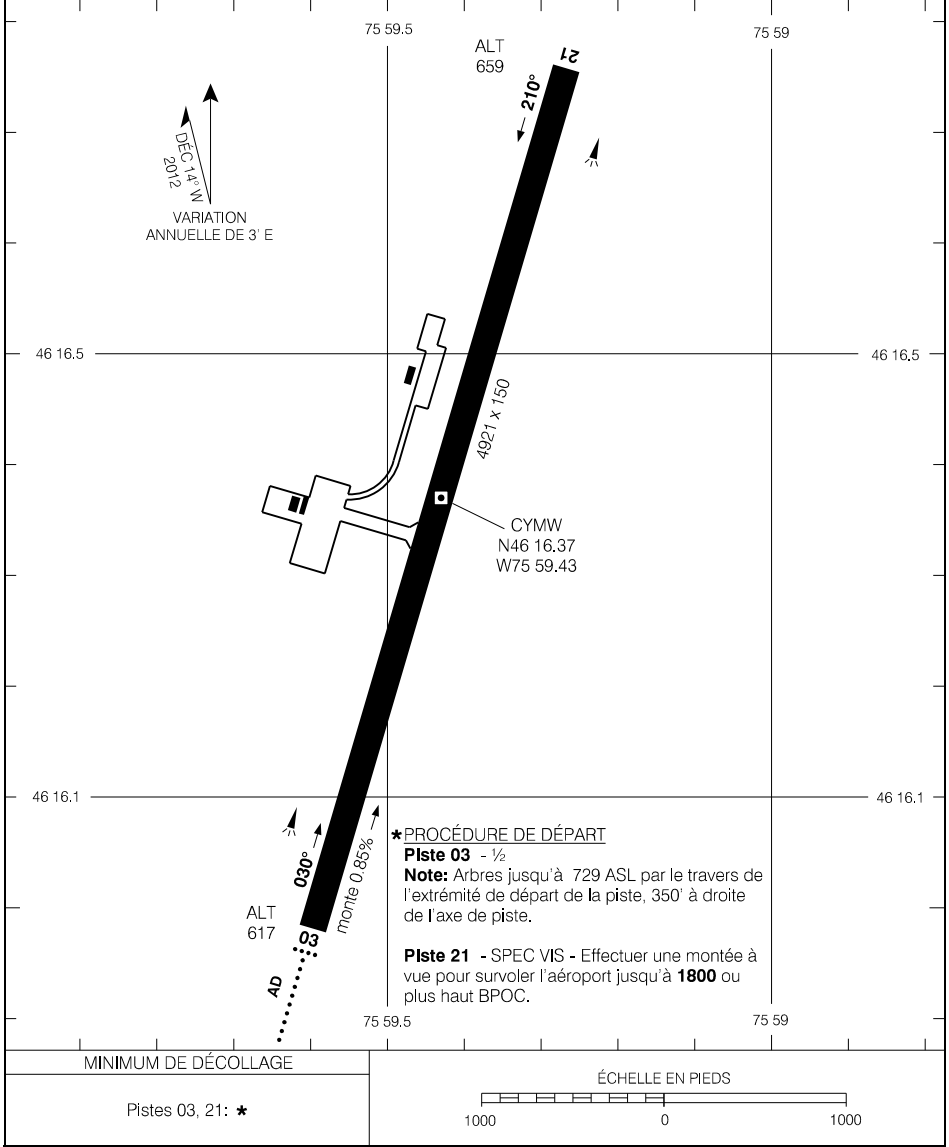 75 59.5
75 59
ALT
659
21
210°
DÉC 14° W
2012
VARIATION
ANNUELLE DE 3' E
46 16.5
46 16.5
4921 x 150
CYMW
N46 16.37
W75 59.43
46 16.1
46 16.1
030°
monte 0.85%
ALT
617
03
AD
*PROCÉDURE DE DÉPART
Piste 03 - ½
Note: Arbres jusqu'à 729 ASL par le travers de
l'extrémité de départ de la piste, 350' à droite
de l'axe de piste.
Piste 21 - SPEC VIS - Effectuer une montée à
vue pour survoler l'aéroport jusqu'à 1800 ou
plus haut BPOC.
75 59.5
75 59
MINIMUM DE DÉCOLLAGE
Pistes 03, 21: *
ÉCHELLE EN PIEDS
1000 0 1000